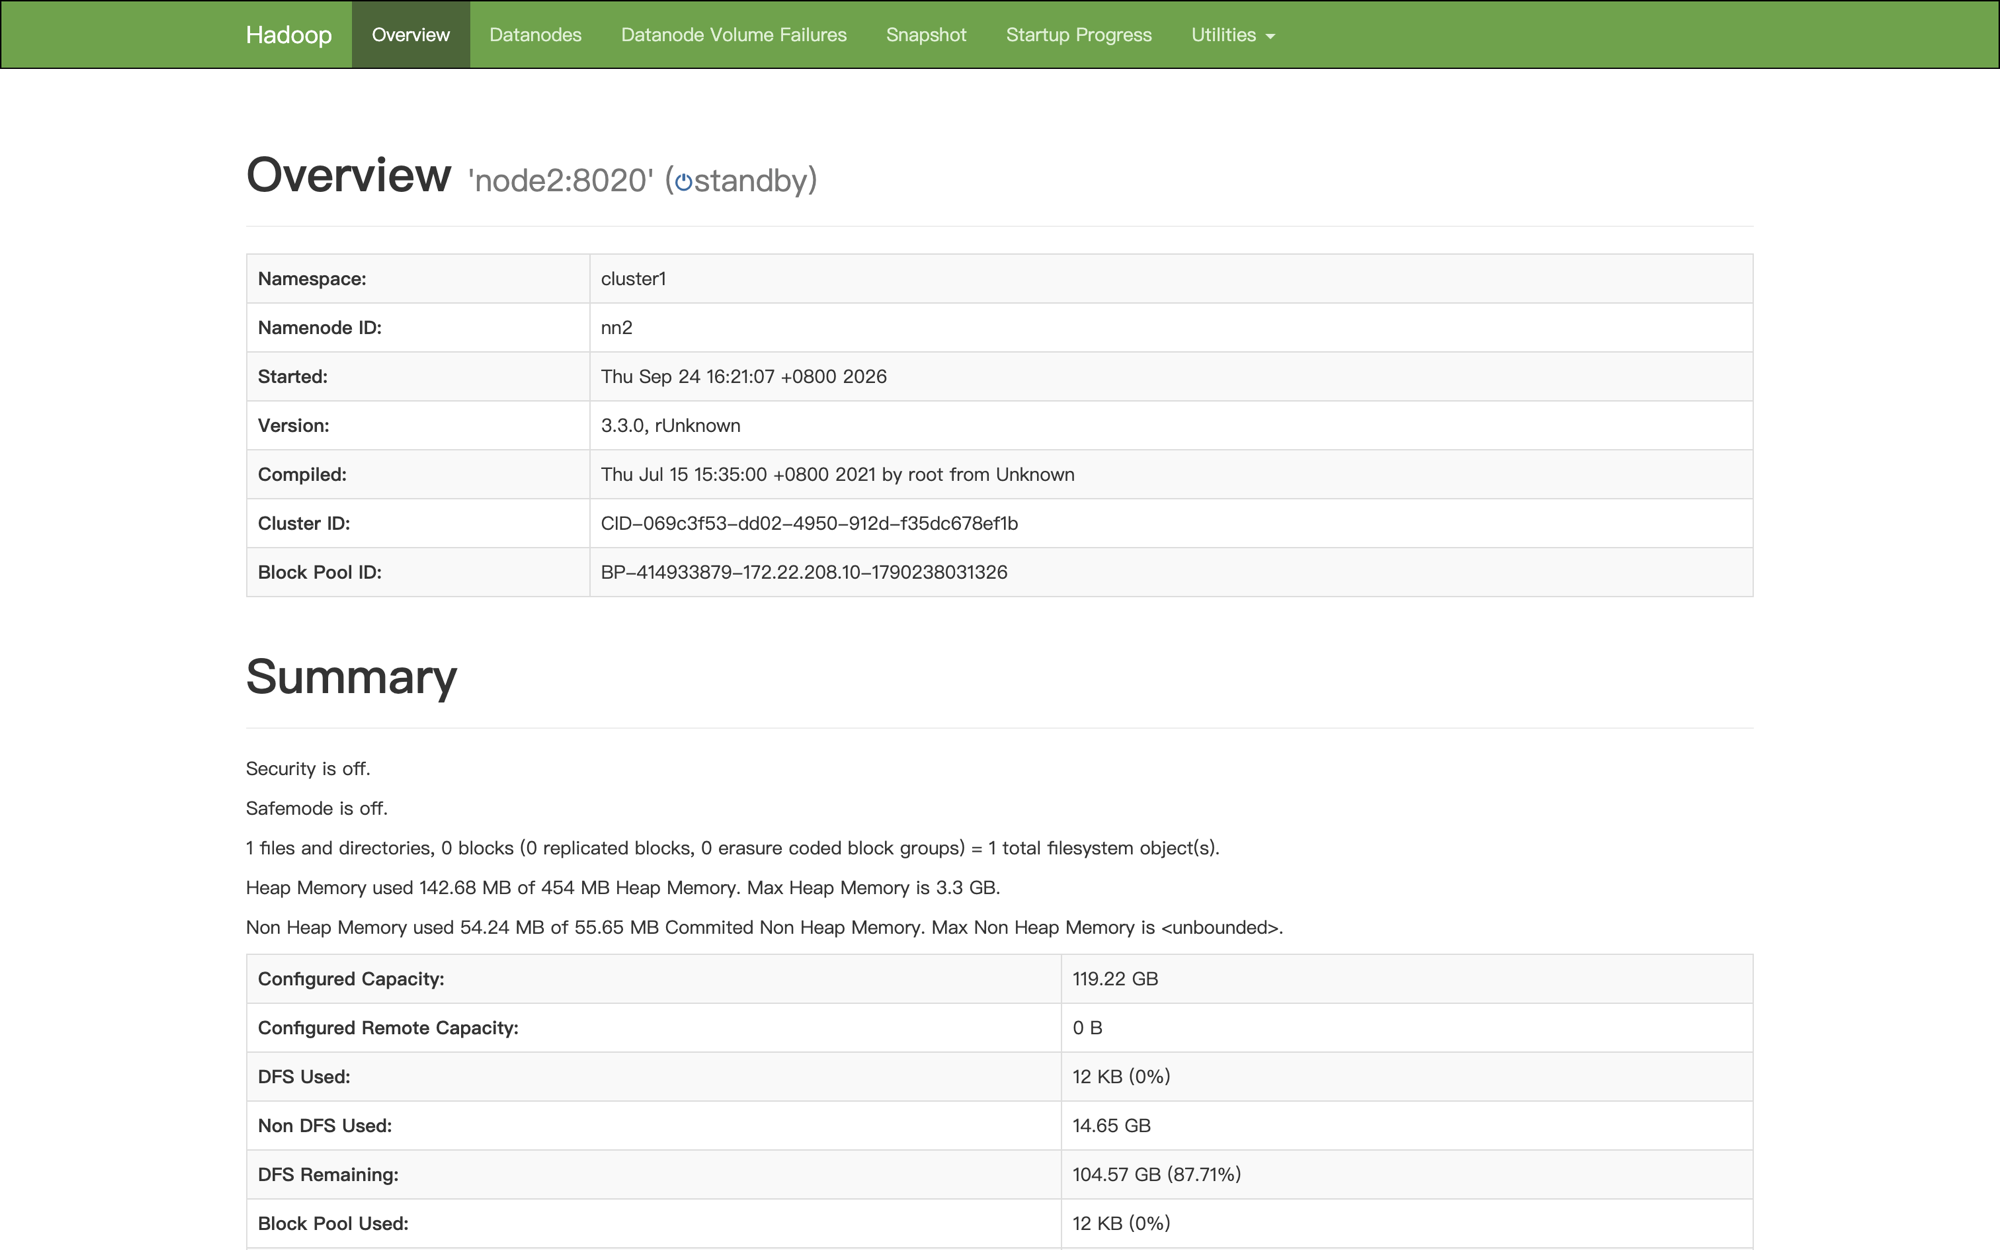 Hadoop Overview Datanodes Datanode Volume Failures Snapshot Startup Progress Utilities
Overview 'node2:8020' (standby)
Namespace: cluster1
Namenode ID: nn2
Started: Thu Sep 24 16:21:07 +0800 2026
Version: 3.3.0, rUnknown
Compiled: Thu Jul 15 15:35:00 +0800 2021 by root from Unknown
Cluster ID: CID-069c3f53-dd02-4950-912d-f35dc678ef1b
Block Pool ID: BP-414933879-172.22.208.10-1790238031326
Summary
Security is off.
Safemode is off.
1 files and directories, 0 blocks (0 replicated blocks, 0 erasure coded block groups) = 1 total filesystem object(s).
Heap Memory used 142.68 MB of 454 MB Heap Memory. Max Heap Memory is 3.3 GB.
Non Heap Memory used 54.24 MB of 55.65 MB Commited Non Heap Memory. Max Non Heap Memory is <unbounded>.
Configured Capacity: 119.22 GB
Configured Remote Capacity: 0 B
DFS Used: 12 KB (0%)
Non DFS Used: 14.65 GB
DFS Remaining: 104.57 GB (87.71%)
Block Pool Used: 12 KB (0%)